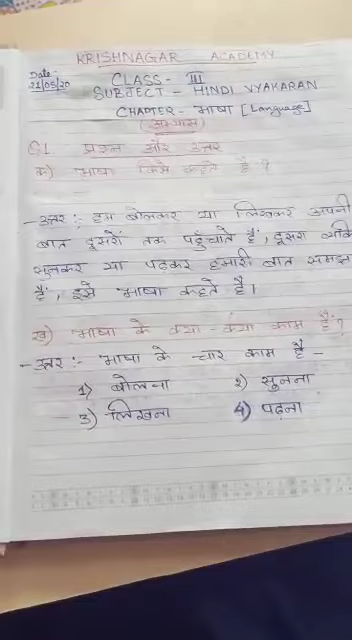 KRISHNAGAR ACADEMY
Date:
21/05/20
CLASS - III
SUBJECT - HINDI VYAKARAN
CHAPTER - भाषा [Language]
(अभ्यास)
Q1 प्रश्न और उत्तर
क) भाषा किसे कहते है ?
- उत्तर :- हम बोलकर या लिखकर अपनी
बात दूसरों तक पहुँचाते हैं, दूसरा व्यक्ति
सुनकर या पढ़कर हमारी बात समझता
हैं, इसे भाषा कहते है।
ख) भाषा के क्या - क्या काम हैं?
- उत्तर :- भाषा के चार काम हैं -
1) बोलना 2) सुनना
3) लिखना 4) पढ़ना